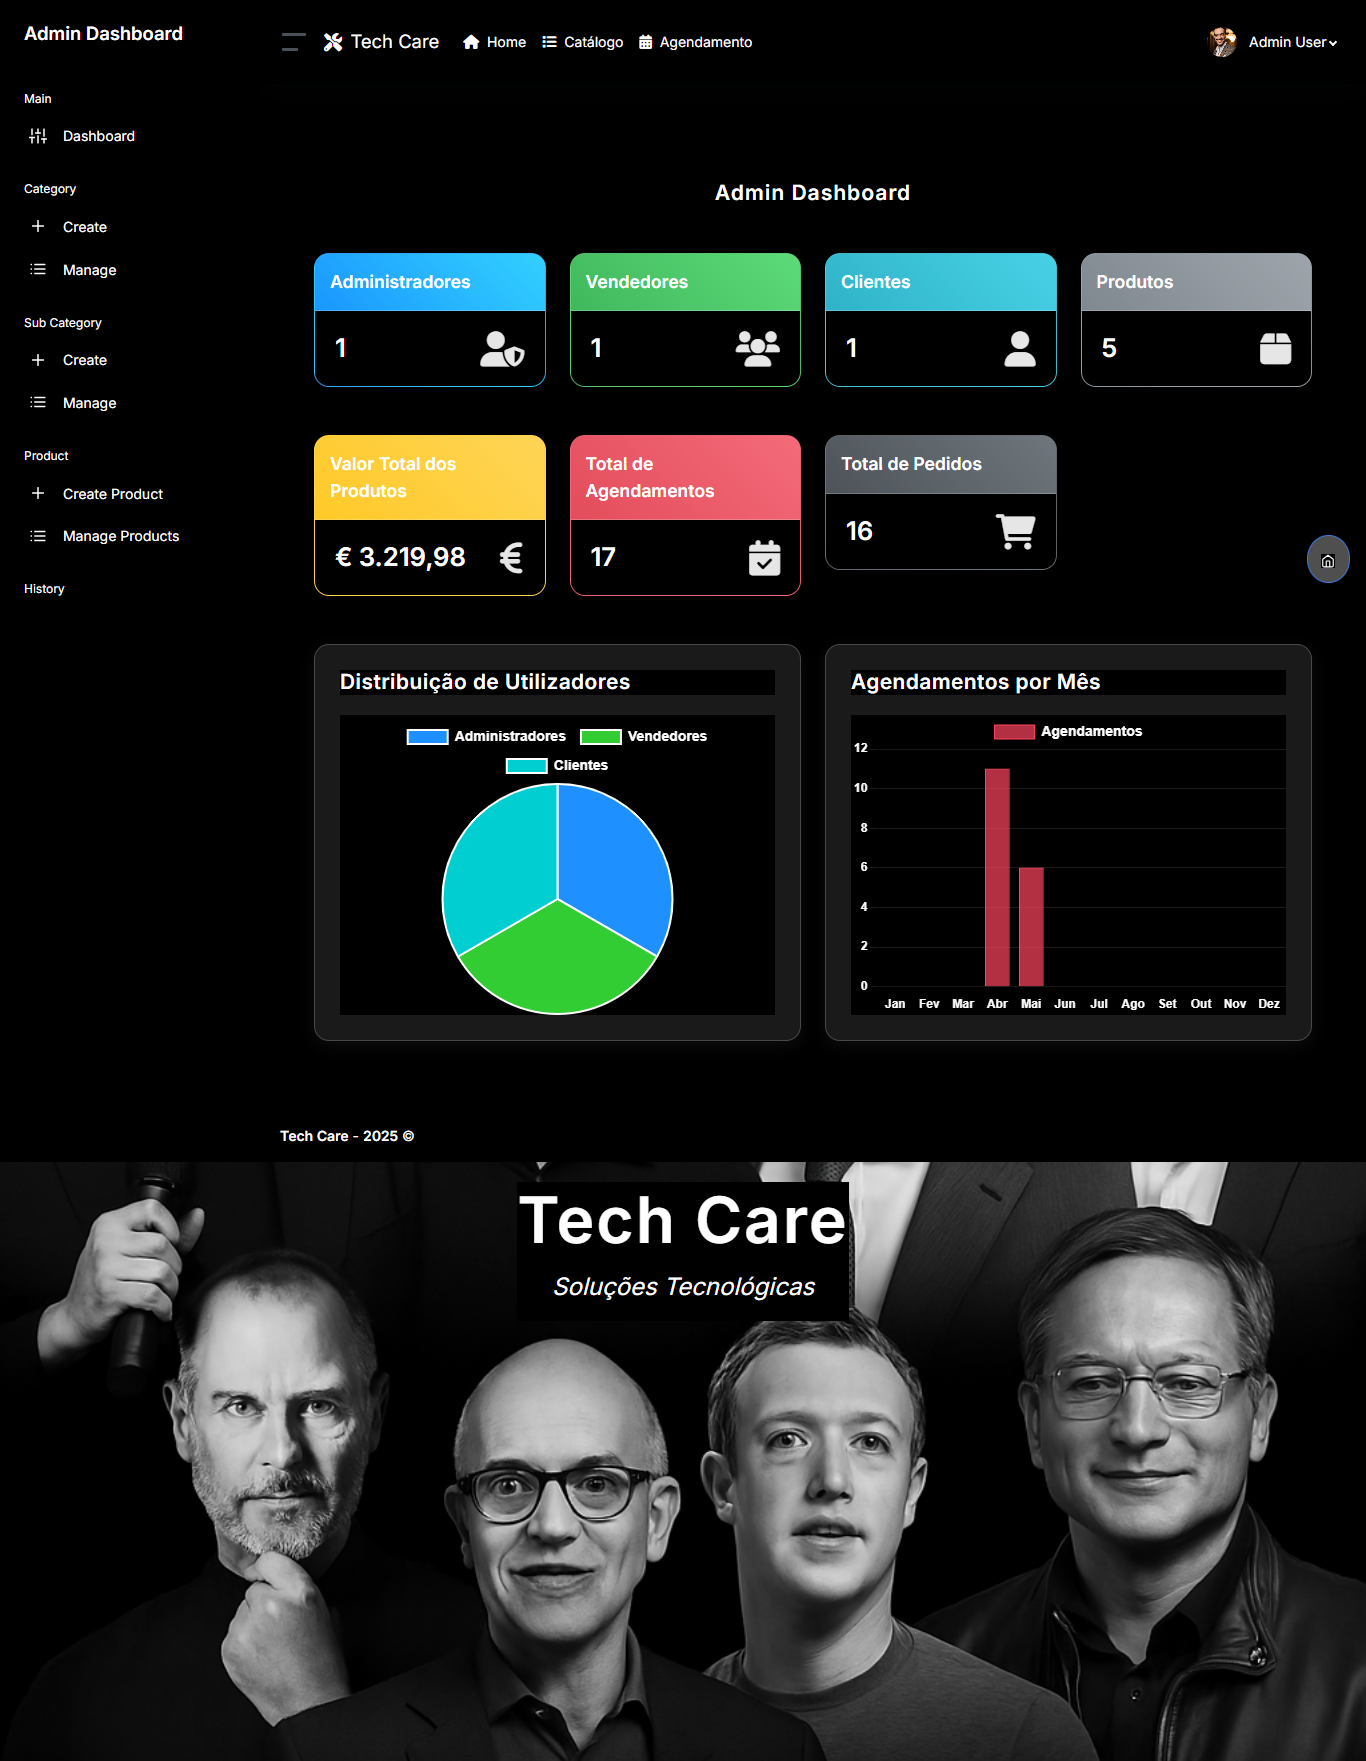 Admin Dashboard
Tech Care
Home
Catálogo
Agendamento
Admin User
Main
Dashboard
Category
Create
Manage
Sub Category
Create
Manage
Product
Create Product
Manage Products
History
Admin Dashboard
Administradores
1
Vendedores
1
Clientes
1
Produtos
5
Valor Total dos
Produtos
€ 3.219,98
Total de
Agendamentos
17
Total de Pedidos
16
Distribuição de Utilizadores
Administradores
Vendedores
Clientes
Agendamentos por Mês
Agendamentos
12
10
8
6
4
2
0
Jan Fev Mar Abr Mai Jun Jul Ago Set Out Nov Dez
Tech Care - 2025 ©
Tech Care
Soluções Tecnológicas